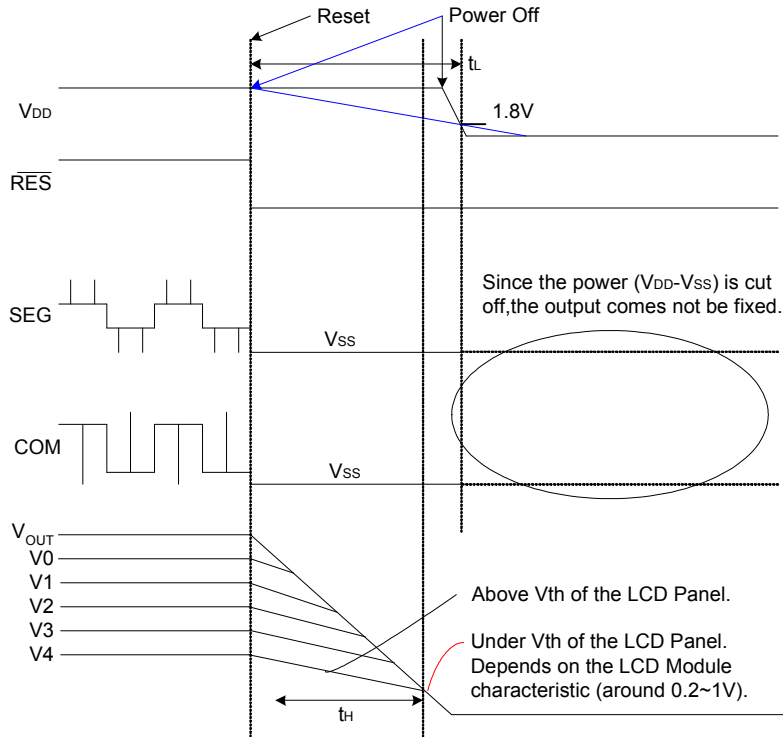 Reset
Power Off
tL
VDD
1.8V
RES
Since the power (VDD-VSS) is cut
off,the output comes not be fixed.
SEG
VSS
COM
VSS
VOUT
V0
V1
V2
V3
V4
Above Vth of the LCD Panel.
Under Vth of the LCD Panel.
Depends on the LCD Module
characteristic (around 0.2~1V).
tH